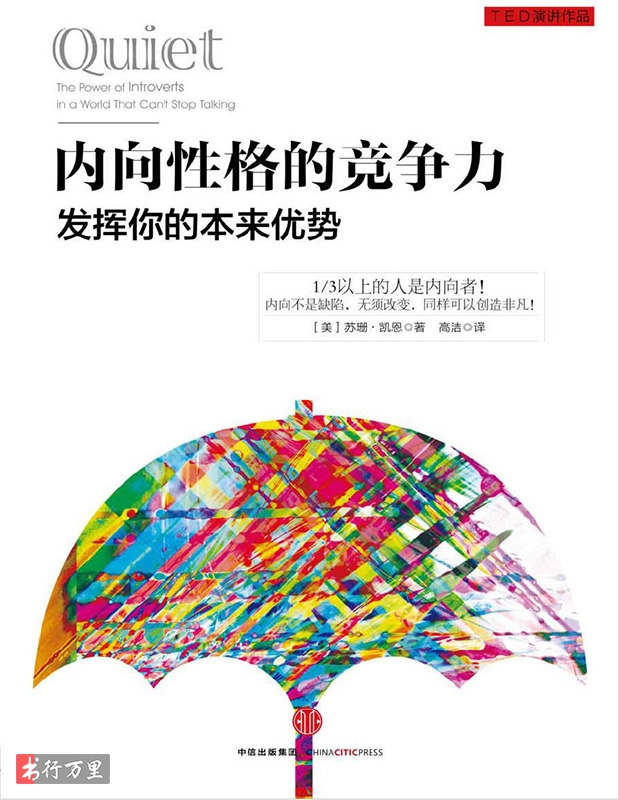 TED演讲作品
Quiet
The Power of Introverts
in a World That Can't Stop Talking
内向性格的竞争力
发挥你的本来优势
1/3以上的人是内向者！
内向不是缺陷，无须改变，同样可以创造非凡！
[美]苏珊·凯恩◎著 高洁◎译
中信出版集团·CHINACITICPRESS
书行万里